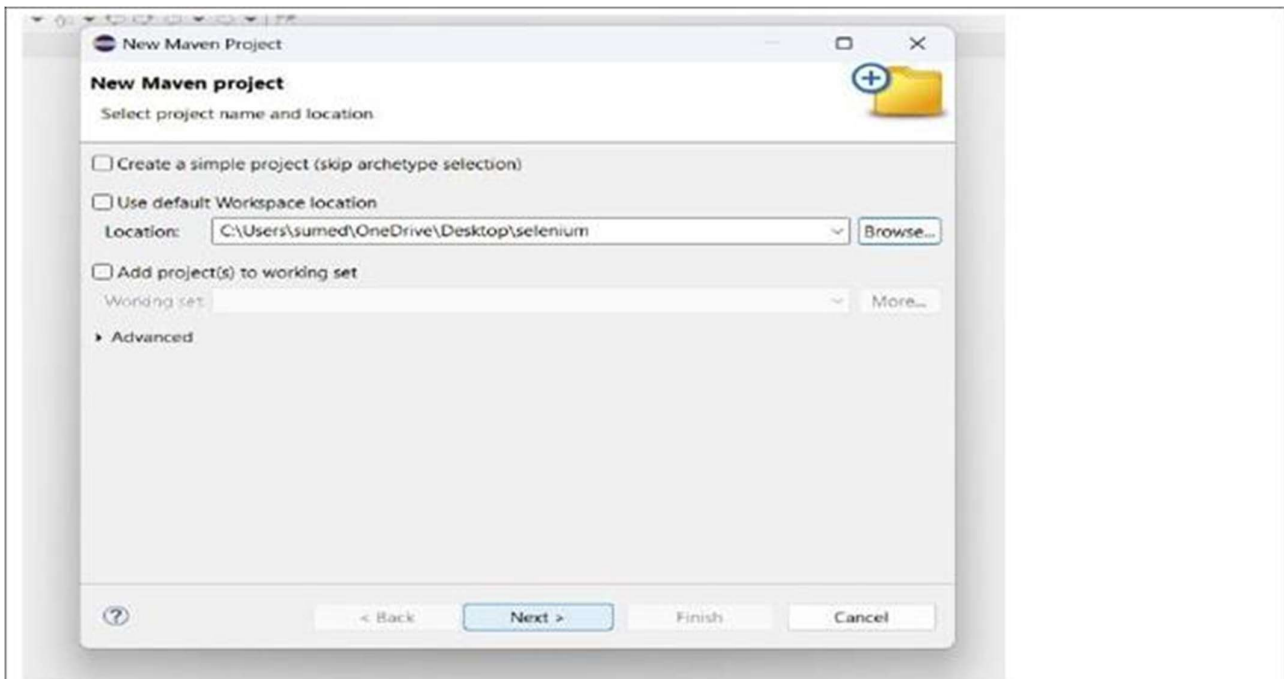 New Maven Project
New Maven project
Select project name and location
Create a simple project (skip archetype selection)
Use default Workspace location
Location: C:\Users\sumed\OneDrive\Desktop\selenium Browse...
Add project(s) to working set
Working set: More...
Advanced
? < Back Next > Finish Cancel